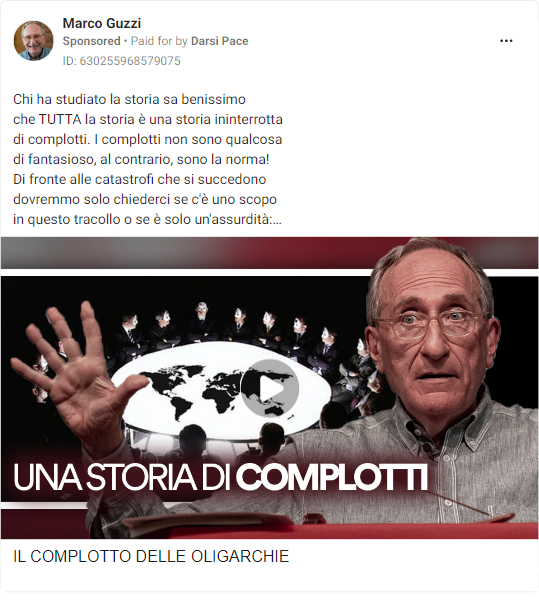 Marco Guzzi
Sponsored • Paid for by Darsi Pace
ID: 630255968579075
Chi ha studiato la storia sa benissimo
che TUTTA la storia è una storia ininterrotta
di complotti. I complotti non sono qualcosa
di fantasioso, al contrario, sono la norma!
Di fronte alle catastrofi che si succedono
dovremmo solo chiederci se c'è uno scopo
in questo tracollo o se è solo un'assurdità:...
UNA STORIA DI COMPLOTTI
IL COMPLOTTO DELLE OLIGARCHIE